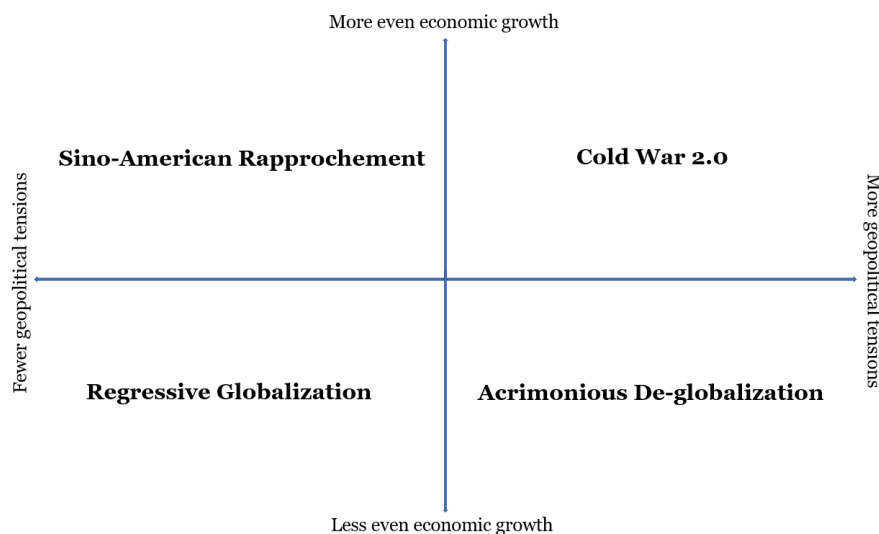 More even economic growth
Sino-American Rapprochement
Cold War 2.0
Fewer geopolitical tensions
More geopolitical tensions
Regressive Globalization
Acrimonious De-globalization
Less even economic growth